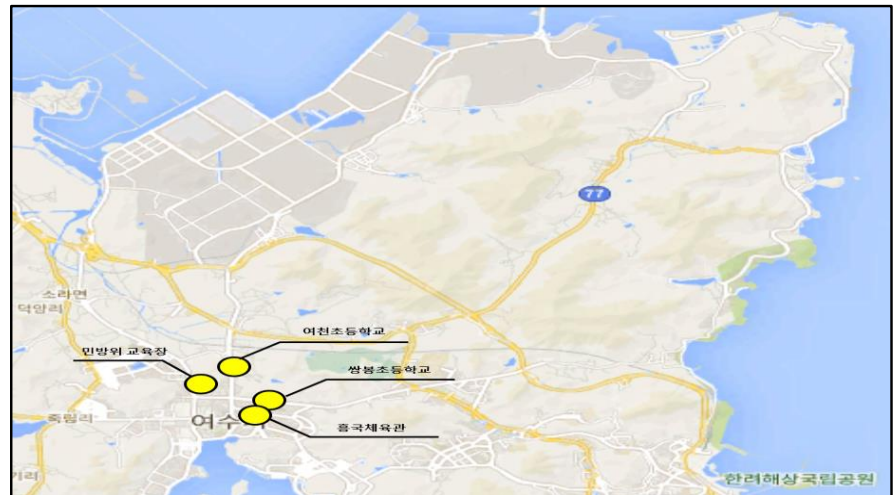 77
소라면
덕양리
여천초등학교
민방위 교육장
쌍봉초등학교
죽림리
여수
흥국체육관
한려해상국립공원